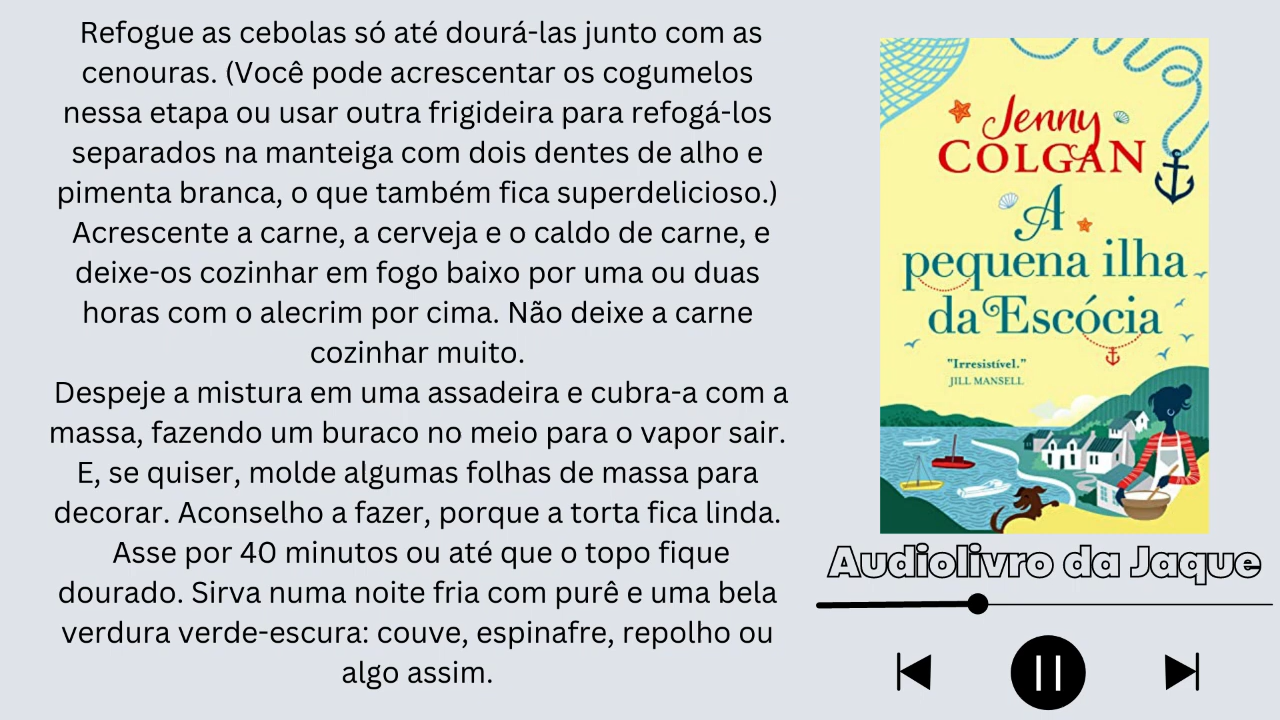 Refogue as cebolas só até dourá-las junto com as
cenouras. (Você pode acrescentar os cogumelos
nessa etapa ou usar outra frigideira para refogá-los
separados na manteiga com dois dentes de alho e
pimenta branca, o que também fica superdelicioso.)
Acrescente a carne, a cerveja e o caldo de carne, e
deixe-os cozinhar em fogo baixo por uma ou duas
horas com o alecrim por cima. Não deixe a carne
cozinhar muito.
Despeje a mistura em uma assadeira e cubra-a com a
massa, fazendo um buraco no meio para o vapor sair.
E, se quiser, molde algumas folhas de massa para
decorar. Aconselho a fazer, porque a torta fica linda.
Asse por 40 minutos ou até que o topo fique
dourado. Sirva numa noite fria com purê e uma bela
verdura verde-escura: couve, espinafre, repolho ou
algo assim.
Jenny
COLGAN
A
pequena ilha
da Escócia
"Irresistível."
JILL MANSELL
Audiolivro da Jaque